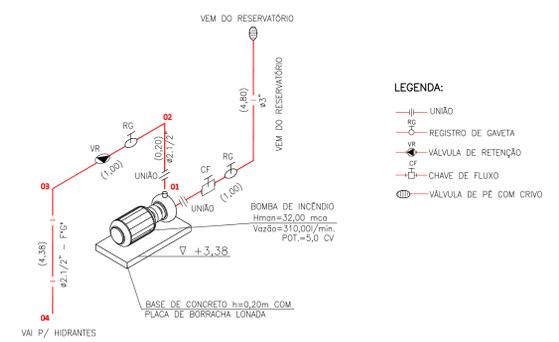 VEM DO RESERVATÓRIO
VEM DO RESERVATÓRIO
(4,80)
ø3"
02
RG
VR
(1,00)
(0,20)
ø2.1/2"
UNIÃO
CF
RG
(1,00)
03
01
UNIÃO
BOMBA DE INCÊNDIO
Hman=32,00 mca
Vazão=310,00l/min.
POT.=5,0 CV
+3,38
(4,38)
ø2.1/2" – F°G°
04
VAI P/ HIDRANTES
BASE DE CONCRETO h=0,20m COM
PLACA DE BORRACHA LONADA
LEGENDA:
UNIÃO
RG
REGISTRO DE GAVETA
VR
VÁLVULA DE RETENÇÃO
CF
CHAVE DE FLUXO
VÁLVULA DE PÉ COM CRIVO